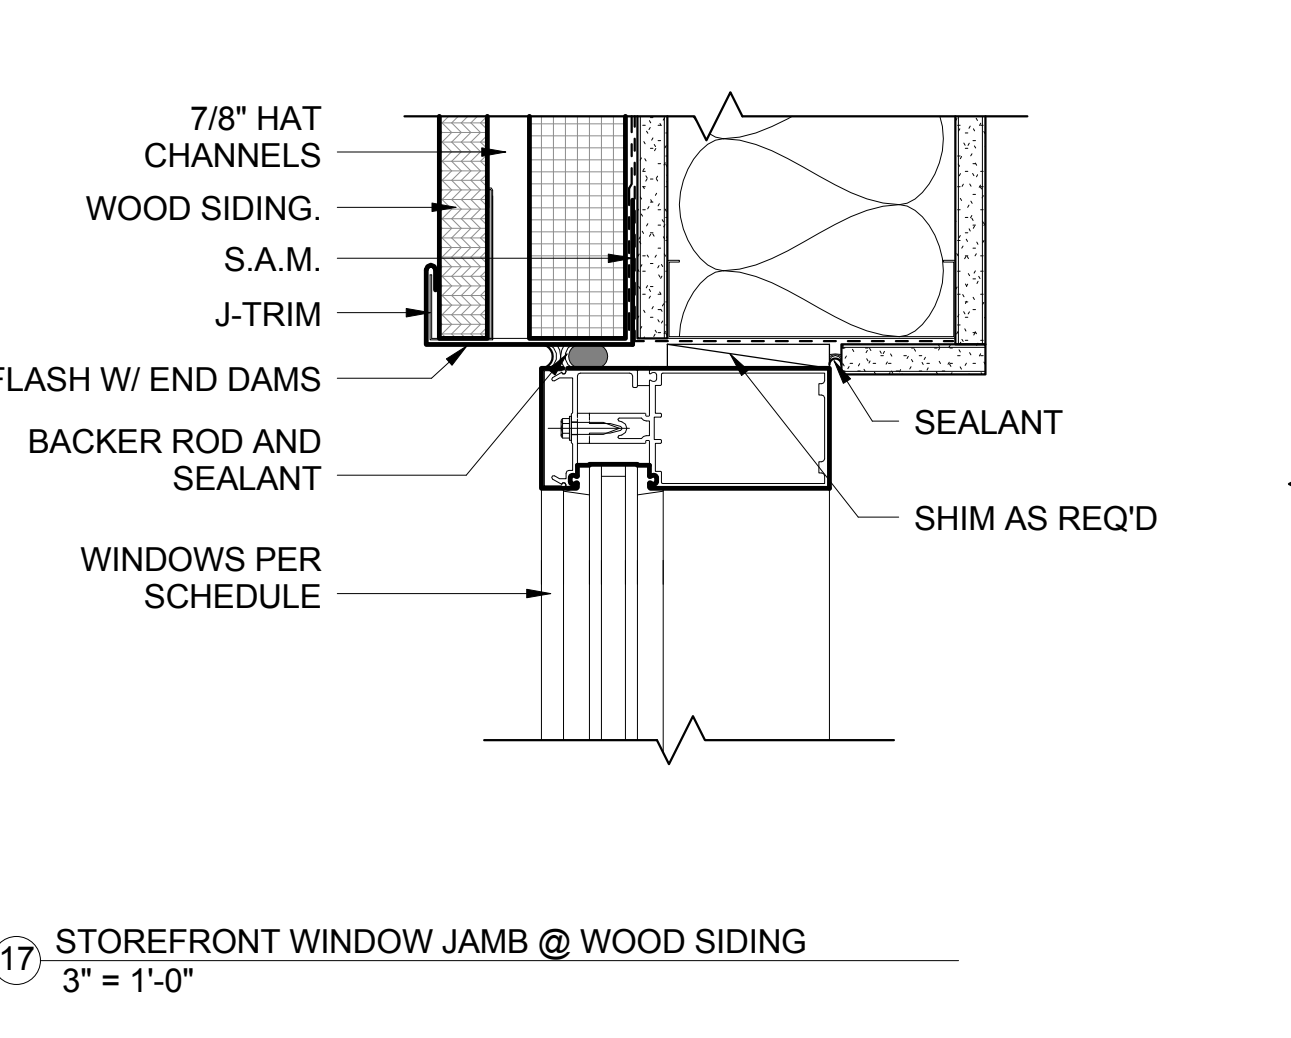 7/8" HAT
CHANNELS
WOOD SIDING.
S.A.M.
J-TRIM
W/ END DAMS
BACKER ROD AND
SEALANT
WINDOWS PER
SCHEDULE
SEALANT
SHIM AS REQ'D
17
STOREFRONT WINDOW JAMB @ WOOD SIDING
3" = 1'-0"